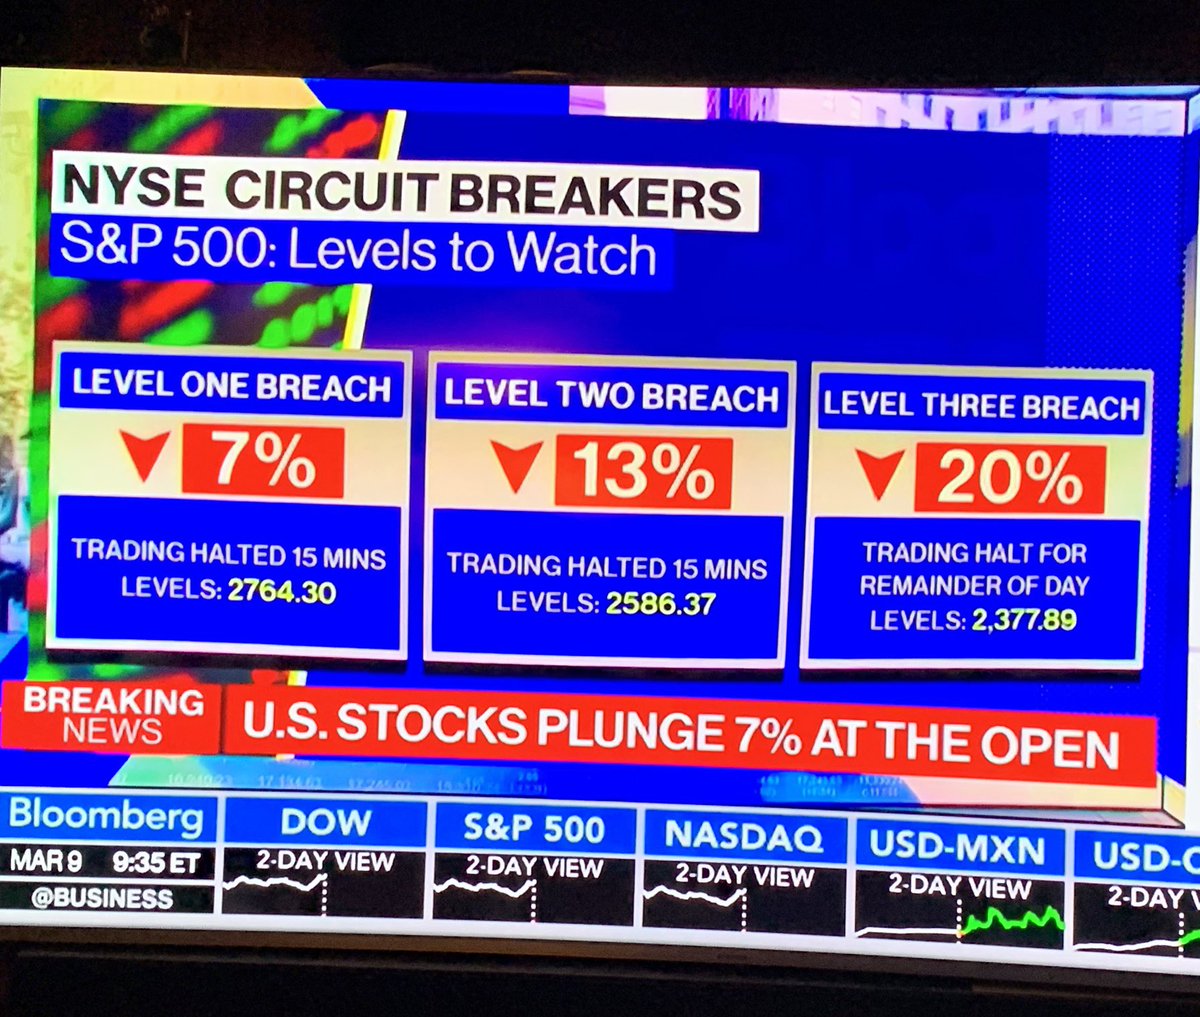 NYSE CIRCUIT BREAKERS
S&P 500: Levels to Watch
LEVEL ONE BREACH
7%
TRADING HALTED 15 MINS
LEVELS: 2764.30
LEVEL TWO BREACH
13%
TRADING HALTED 15 MINS
LEVELS: 2586.37
LEVEL THREE BREACH
20%
TRADING HALT FOR
REMAINDER OF DAY
LEVELS: 2,377.89
BREAKING
NEWS
U.S. STOCKS PLUNGE 7% AT THE OPEN
Bloomberg
MAR 9 9:35 ET
@BUSINESS
DOW
2-DAY VIEW
S&P 500
2-DAY VIEW
NASDAQ
2-DAY VIEW
USD-MXN
2-DAY VIEW
USD-
2-DAY